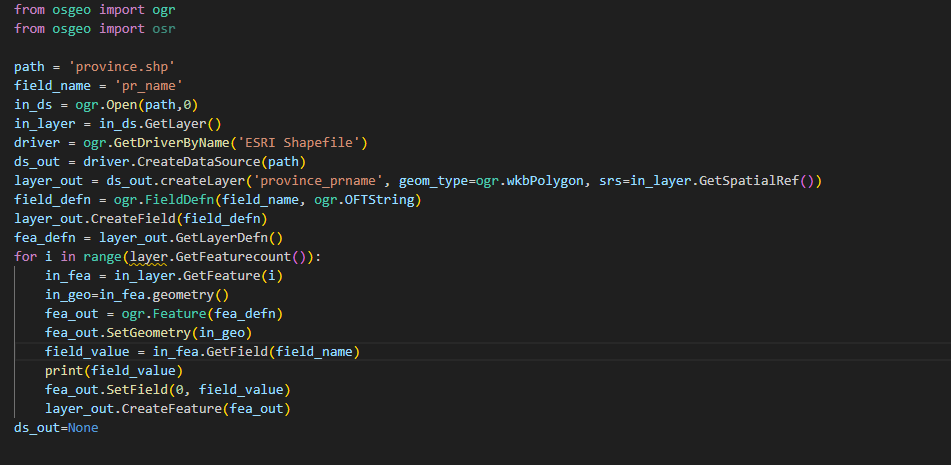 from osgeo import ogr
from osgeo import osr
path = 'province.shp'
field_name = 'pr_name'
in_ds = ogr.Open(path,0)
in_layer = in_ds.GetLayer()
driver = ogr.GetDriverByName('ESRI Shapefile')
ds_out = driver.CreateDataSource(path)
layer_out = ds_out.createLayer('province_prname', geom_type=ogr.wkbPolygon, srs=in_layer.GetSpatialRef())
field_defn = ogr.FieldDefn(field_name, ogr.OFTString)
layer_out.CreateField(field_defn)
fea_defn = layer_out.GetLayerDefn()
for i in range(layer.GetFeaturecount()):
    in_fea = in_layer.GetFeature(i)
    in_geo=in_fea.geometry()
    fea_out = ogr.Feature(fea_defn)
    fea_out.SetGeometry(in_geo)
    field_value = in_fea.GetField(field_name)
    print(field_value)
    fea_out.SetField(0, field_value)
    layer_out.CreateFeature(fea_out)
ds_out=None